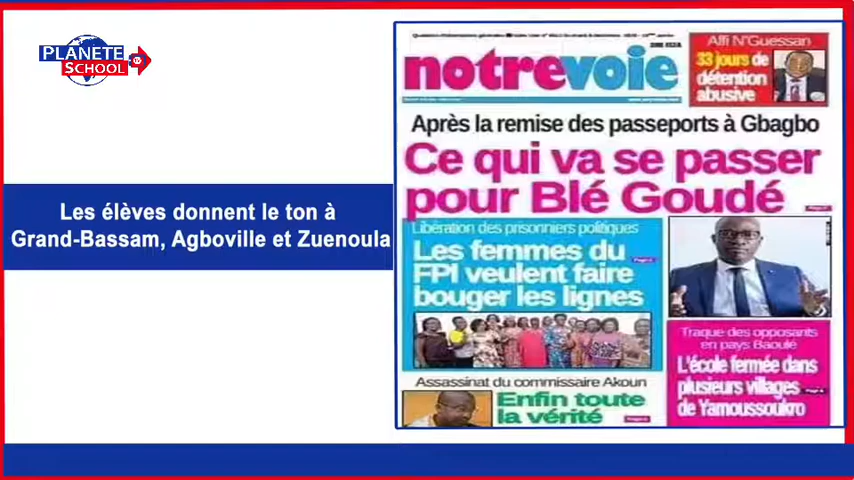 PLANETE
SCHOOL TV
Les élèves donnent le ton à
Grand-Bassam, Agboville et Zuenoula
notrevoie
Affi N'Guessan
33 jours de
détention
abusive
Après la remise des passeports à Gbagbo
Ce qui va se passer
pour Blé Goudé
Libération des prisonniers politiques
Les femmes du
FPI veulent faire
bouger les lignes
Traque des opposants
en pays Baoulé
L'école fermée dans
plusieurs villages
de Yamoussoukro
Assassinat du commissaire Akoun
Enfin toute
la vérité